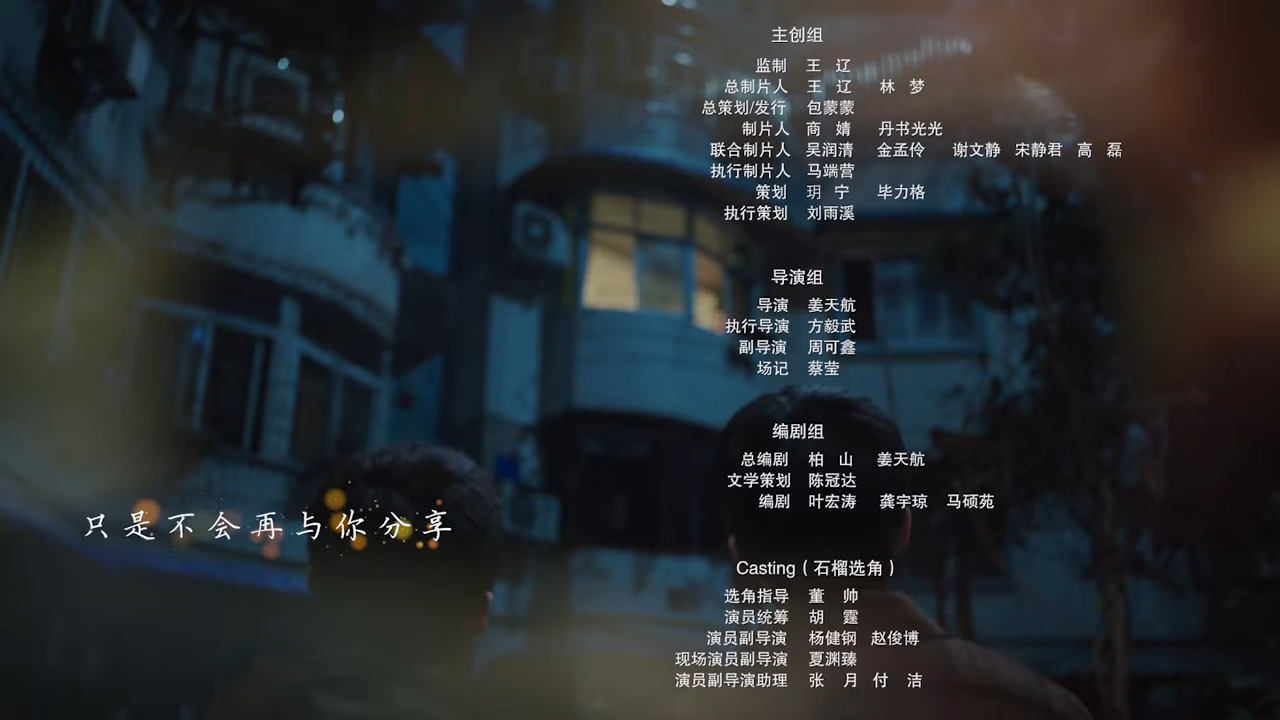 主创组
监制 王 辽
总制片人 王 辽 林 梦
总策划/发行 包蒙蒙
制片人 商 婧 丹书光光
联合制片人 吴润清 金孟伶 谢文静 宋静君 高 磊
执行制片人 马端营
策划 玥 宁 毕力格
执行策划 刘雨溪
导演组
导演 姜天航
执行导演 方毅武
副导演 周可鑫
场记 蔡莹
编剧组
总编剧 柏 山 姜天航
文学策划 陈冠达
编剧 叶宏涛 龚宇琼 马硕苑
只是不会再与你分享
Casting（石榴选角）
选角指导 董 帅
演员统筹 胡 霆
演员副导演 杨健钢 赵俊博
现场演员副导演 夏渊臻
演员副导演助理 张 月 付 洁